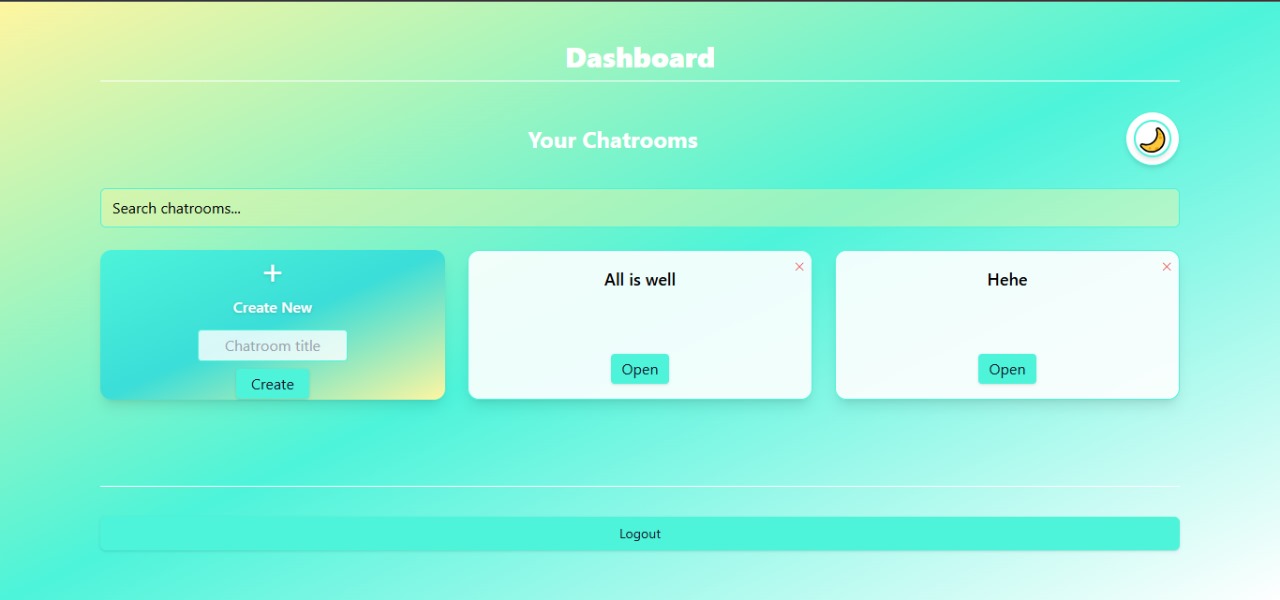 Dashboard
Your Chatrooms
Search chatrooms...
+
Create New
Chatroom title
Create
All is well
×
Open
Hehe
×
Open
Logout